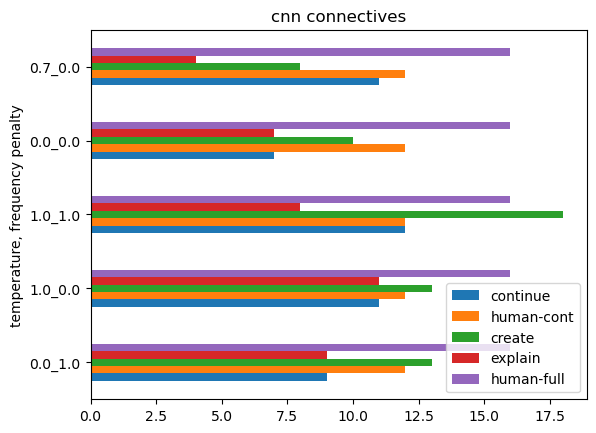 cnn connectives
temperature, frequency penalty
0.7_0.0
0.0_0.0
1.0_1.0
1.0_0.0
0.0_1.0
continue
human-cont
create
explain
human-full
0.0 2.5 5.0 7.5 10.0 12.5 15.0 17.5